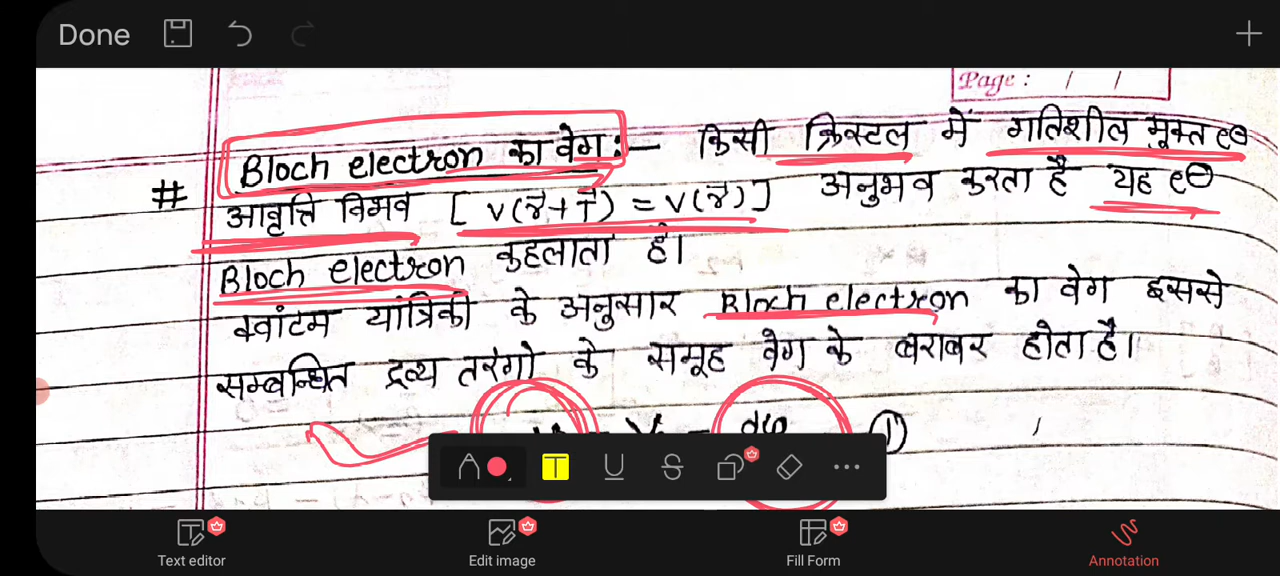 Done
Page : / /
Bloch electron का वेग :— किसी क्रिस्टल में गतिशील मुक्त e⊖
# आवृत्ति विभव [ V(r⃗+T⃗) = V(r⃗) ] अनुभव करता है यह e⊖
Bloch electron कहलाता है।
क्वांटम यांत्रिकी के अनुसार Bloch electron का वेग इससे
सम्बन्धित द्रव्य तरंगो के समूह वेग के बराबर होता है।
①
T U S
Text editor
Edit image
Fill Form
Annotation